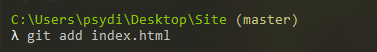 C:\Users\psydi\Desktop\Site (master)
λ git add index.html